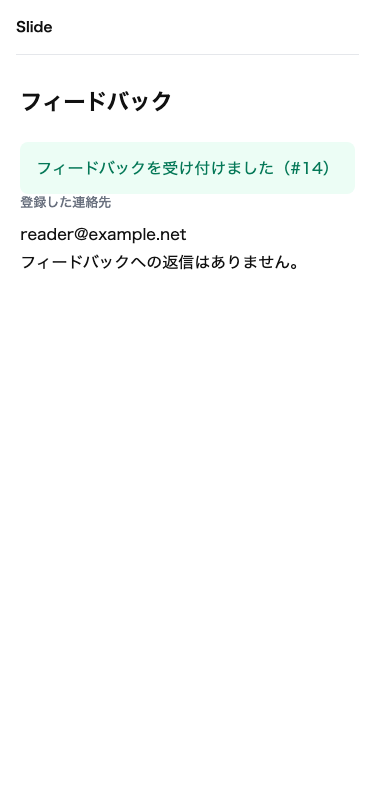 Slide
フィードバック
フィードバックを受け付けました（#14）
登録した連絡先
reader@example.net
フィードバックへの返信はありません。